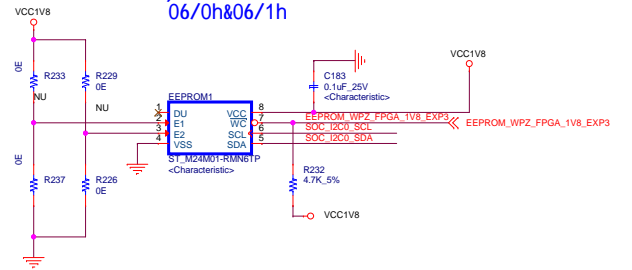 06/0h&06/1h
VCC1V8
0E
R233
NU
R229
0E
NU
0E
R237
R226
0E
EEPROM1
1
2
3
4
DU
E1
E2
VSS
VCC
WC
SCL
SDA
8
7
6
5
ST_M24M01-RMN6TP
<Characteristic>
C183
0.1uF_25V
<Characteristic>
VCC1V8
EEPROM_WPZ_FPGA_1V8_EXP3
EEPROM_WPZ_FPGA_1V8_EXP3
SOC_I2C0_SCL
SOC_I2C0_SDA
R232
4.7K_5%
VCC1V8